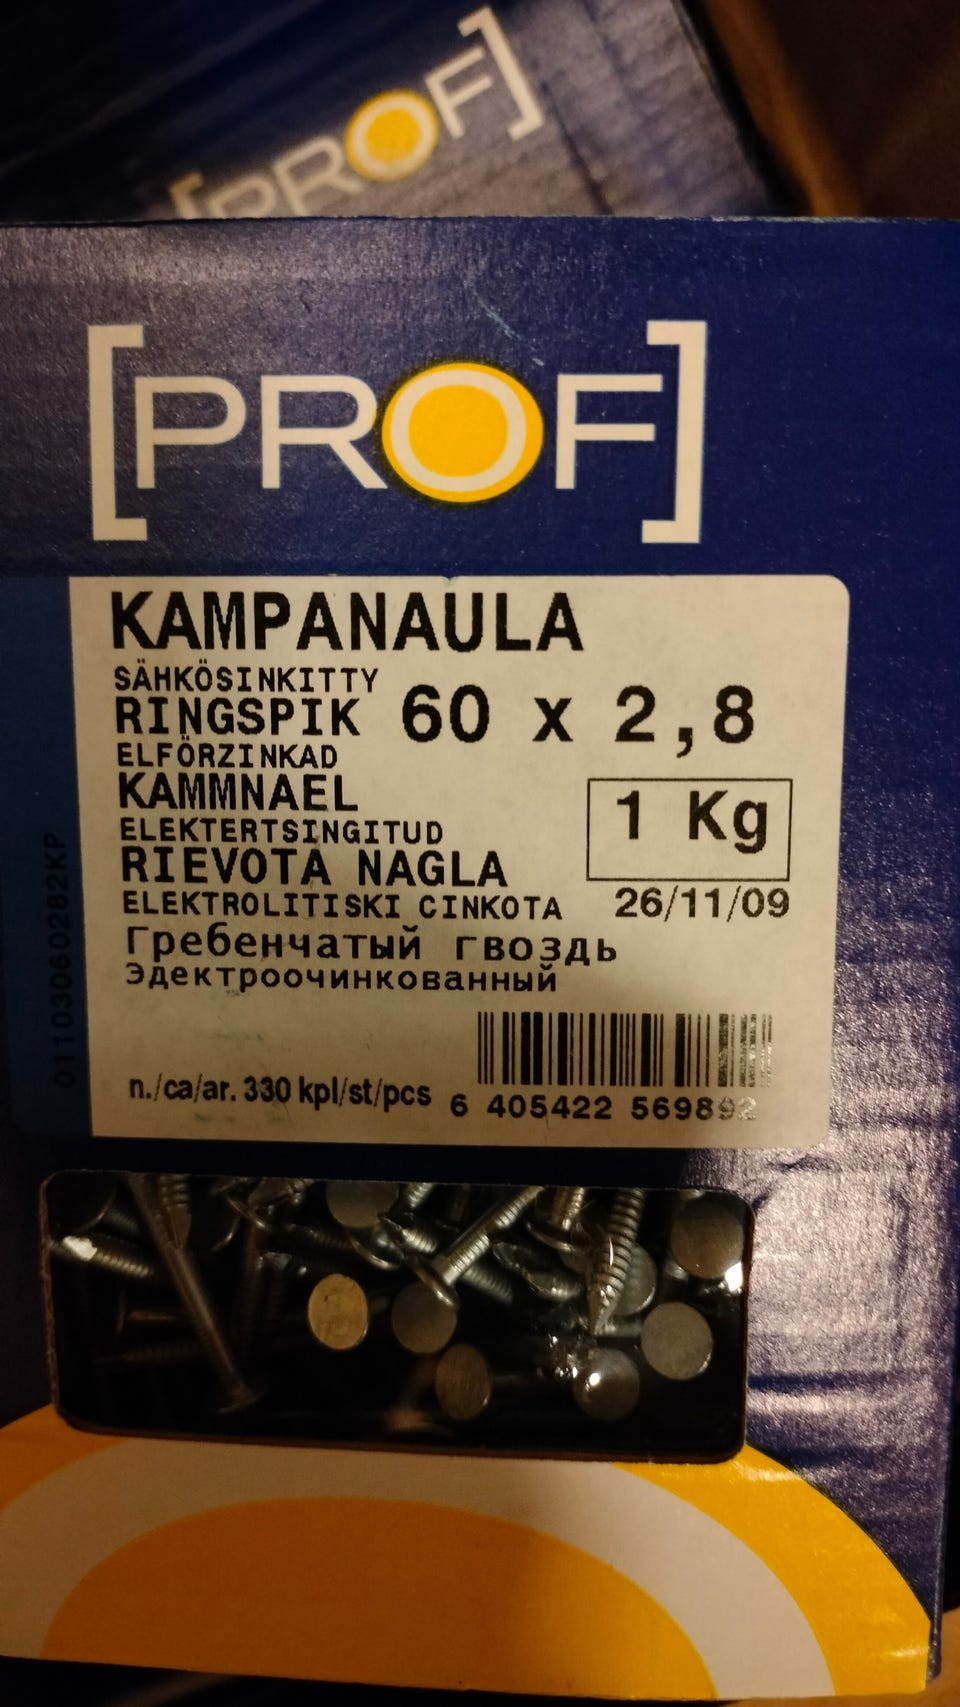 [PROF]
[PROF]
KAMPANAULA
SÄHKÖSINKITTY
RINGSPIK 60 x 2,8
ELFÖRZINKAD
KAMMNAEL
1 Kg
ELEKTERTSINGITUD
RIEVOTA NAGLA
ELEKTROLITISKI CINKOTA 26/11/09
Гребенчатый гвоздь
Эдектроочинкованный
n./ca/ar. 330 kpl/st/pcs
6 405422 569892
01103060282KP